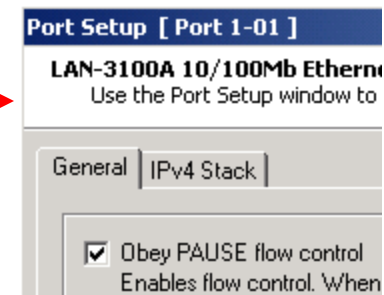 Port Setup [ Port 1-01 ]
LAN-3100A 10/100Mb Etherne
Use the Port Setup window to
General IPv4 Stack
Obey PAUSE flow control
Enables flow control. When